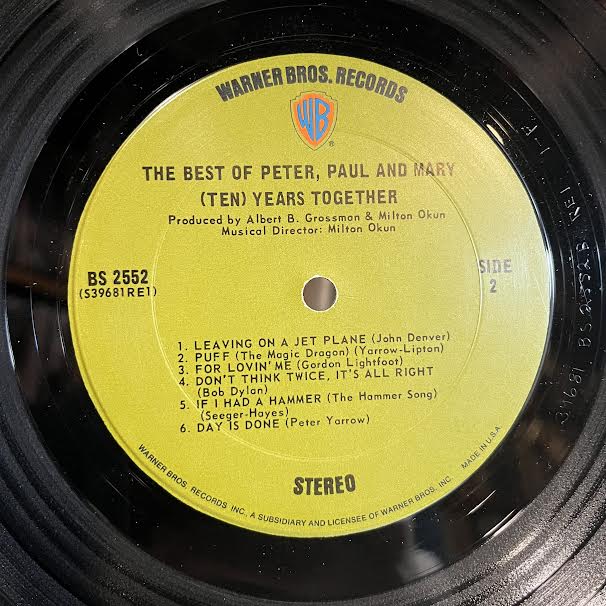 WARNER BROS. RECORDS
WB
®
THE BEST OF PETER, PAUL AND MARY
(TEN) YEARS TOGETHER
Produced by Albert B. Grossman & Milton Okun
Musical Director: Milton Okun
BS 2552
(S39681RE1)
SIDE
2
1. LEAVING ON A JET PLANE (John Denver)
2. PUFF (The Magic Dragon) (Yarrow-Lipton)
3. FOR LOVIN' ME (Gordon Lightfoot)
4. DON'T THINK TWICE, IT'S ALL RIGHT
(Bob Dylan)
5. IF I HAD A HAMMER (The Hammer Song)
(Seeger-Hayes)
6. DAY IS DONE (Peter Yarrow)
STEREO
WARNER BROS. RECORDS INC., A SUBSIDIARY AND LICENSEE OF WARNER BROS. INC. MADE IN U.S.A.